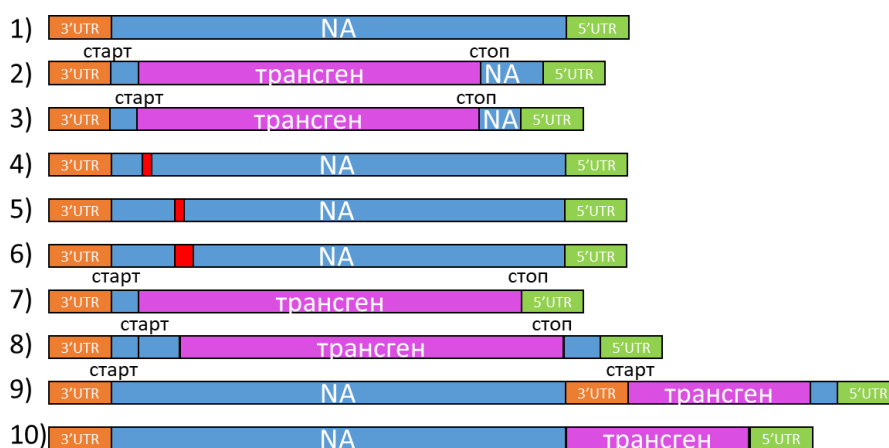 1) 3'UTR NA 5'UTR
старт стоп
2) 3'UTR трансген NA 5'UTR
старт стоп
3) 3'UTR трансген NA 5'UTR
4) 3'UTR NA 5'UTR
5) 3'UTR NA 5'UTR
6) 3'UTR NA 5'UTR
старт стоп
7) 3'UTR трансген 5'UTR
старт стоп
8) 3'UTR трансген 5'UTR
старт старт
9) 3'UTR NA 3'UTR трансген 5'UTR
10) 3'UTR NA трансген 5'UTR